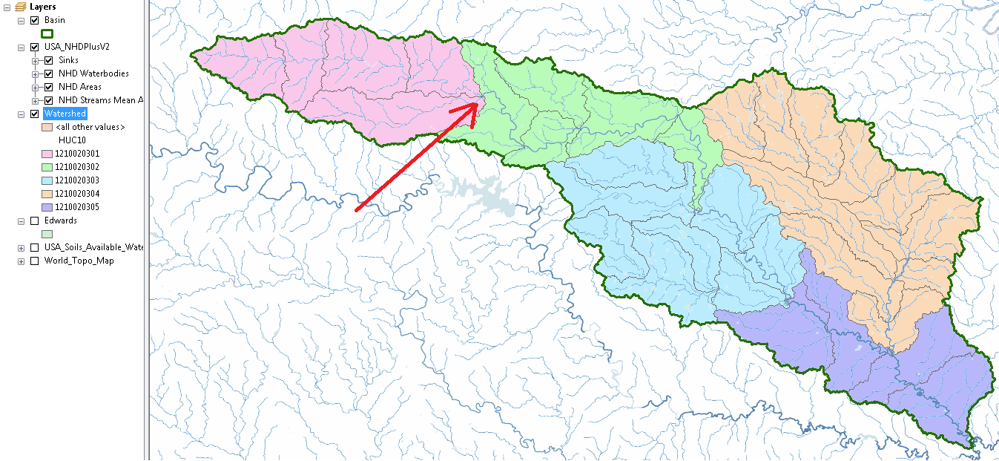 Layers
Basin
USA_NHDPlusV2
Sinks
NHD Waterbodies
NHD Areas
NHD Streams Mean A
Watershed
<all other values>
HUC10
1210020301
1210020302
1210020303
1210020304
1210020305
Edwards
USA_Soils_Available_Wate
World_Topo_Map